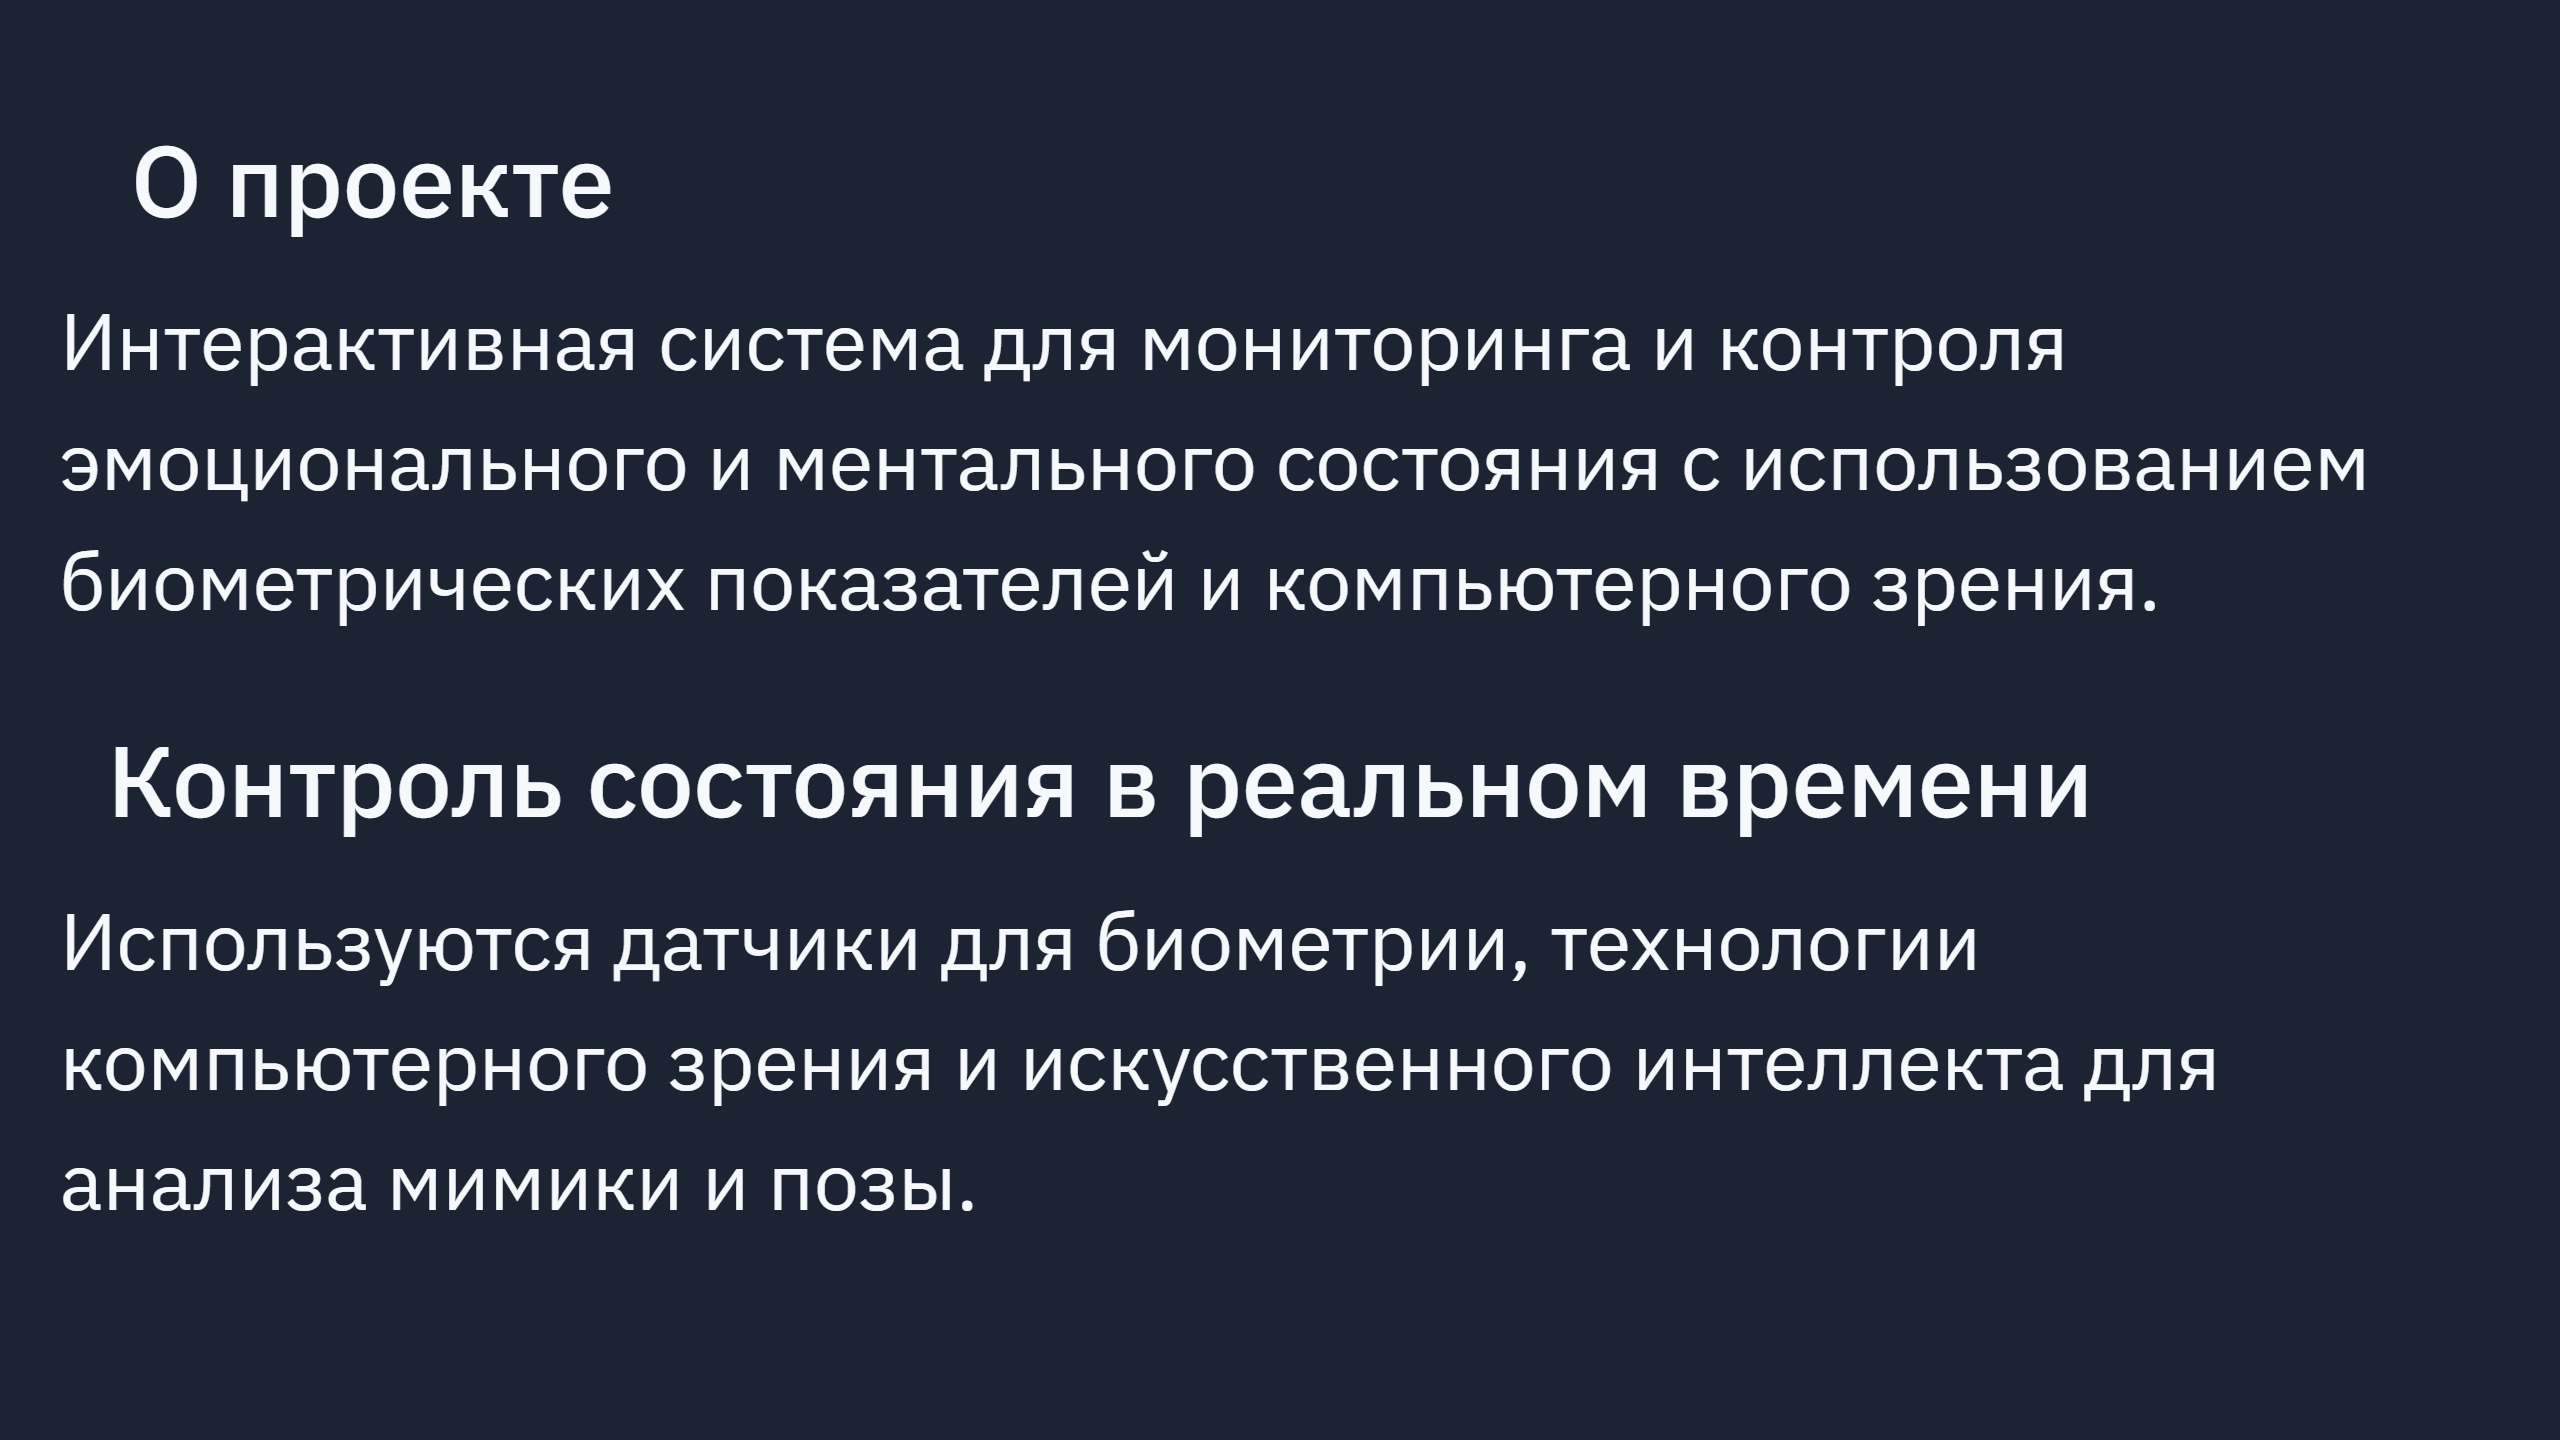 О проекте
Интерактивная система для мониторинга и контроля
эмоционального и ментального состояния с использованием
биометрических показателей и компьютерного зрения.
Контроль состояния в реальном времени
Используются датчики для биометрии, технологии
компьютерного зрения и искусственного интеллекта для
анализа мимики и позы.